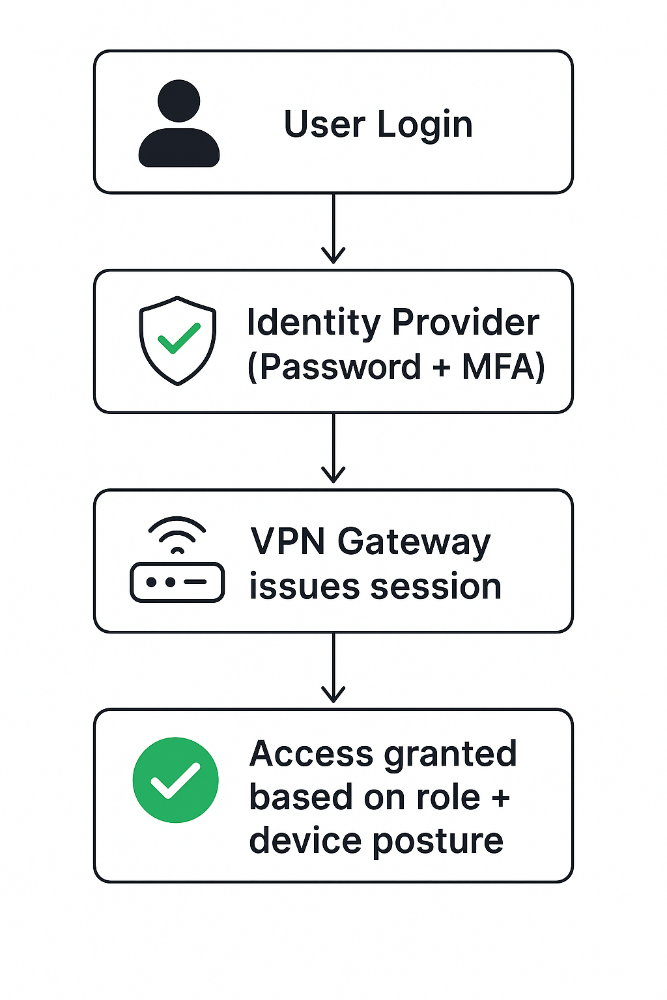 User Login
Identity Provider
(Password + MFA)
VPN Gateway
issues session
Access granted
based on role +
device posture